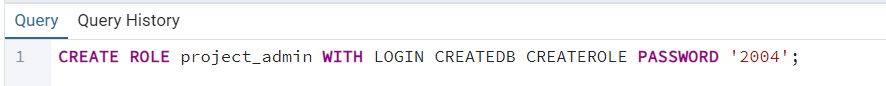 Query Query History
1 CREATE ROLE project_admin WITH LOGIN CREATEDB CREATEROLE PASSWORD '2004';